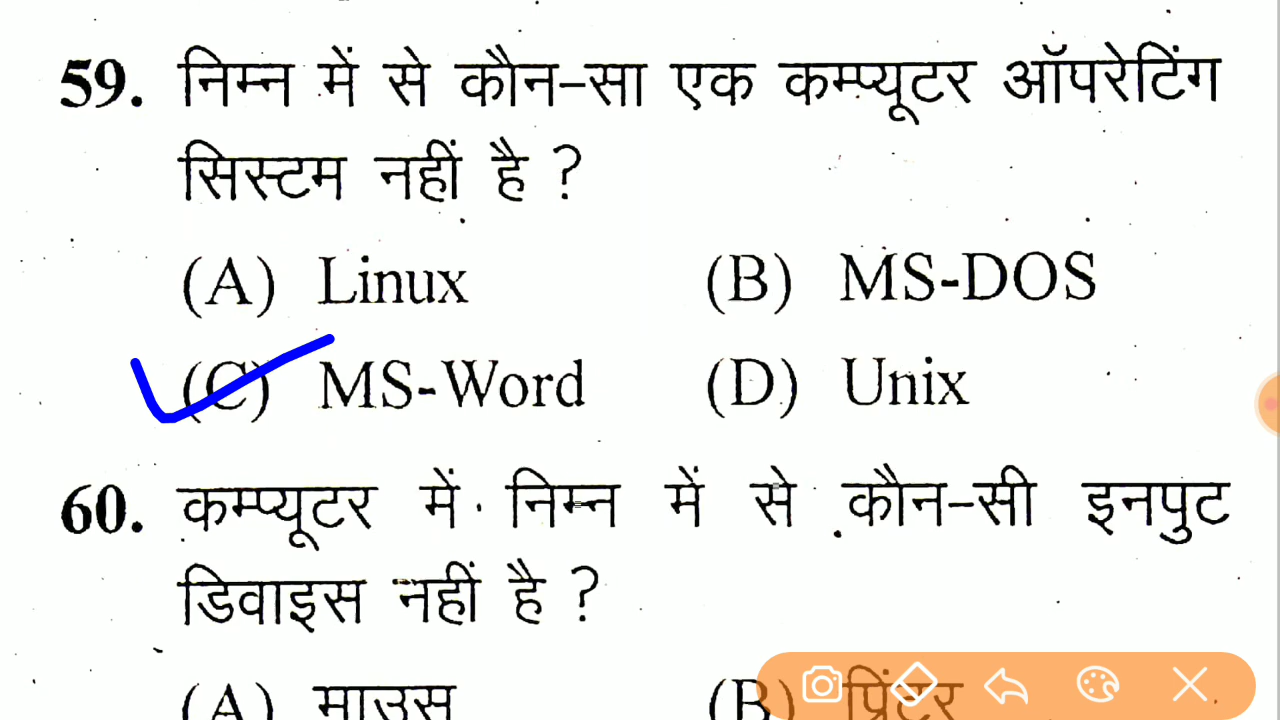 59. निम्न में से कौन-सा एक कम्प्यूटर ऑपरेटिंग
सिस्टम नहीं है ?
(A) Linux (B) MS-DOS
(C) MS-Word (D) Unix
60. कम्प्यूटर में निम्न में से कौन-सी इनपुट
डिवाइस नहीं है ?
(A) माउस (B) प्रिंटर